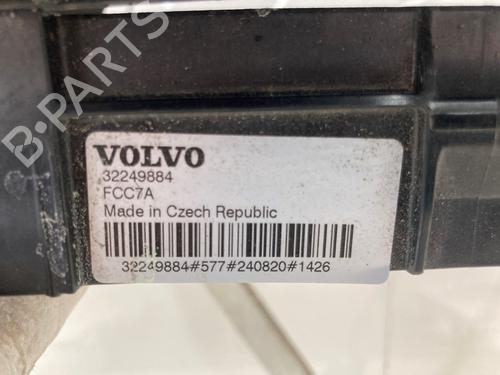 B-PARTS
VOLVO
32249884
FCC7A
Made in Czech Republic
32249884#577#240820#1426